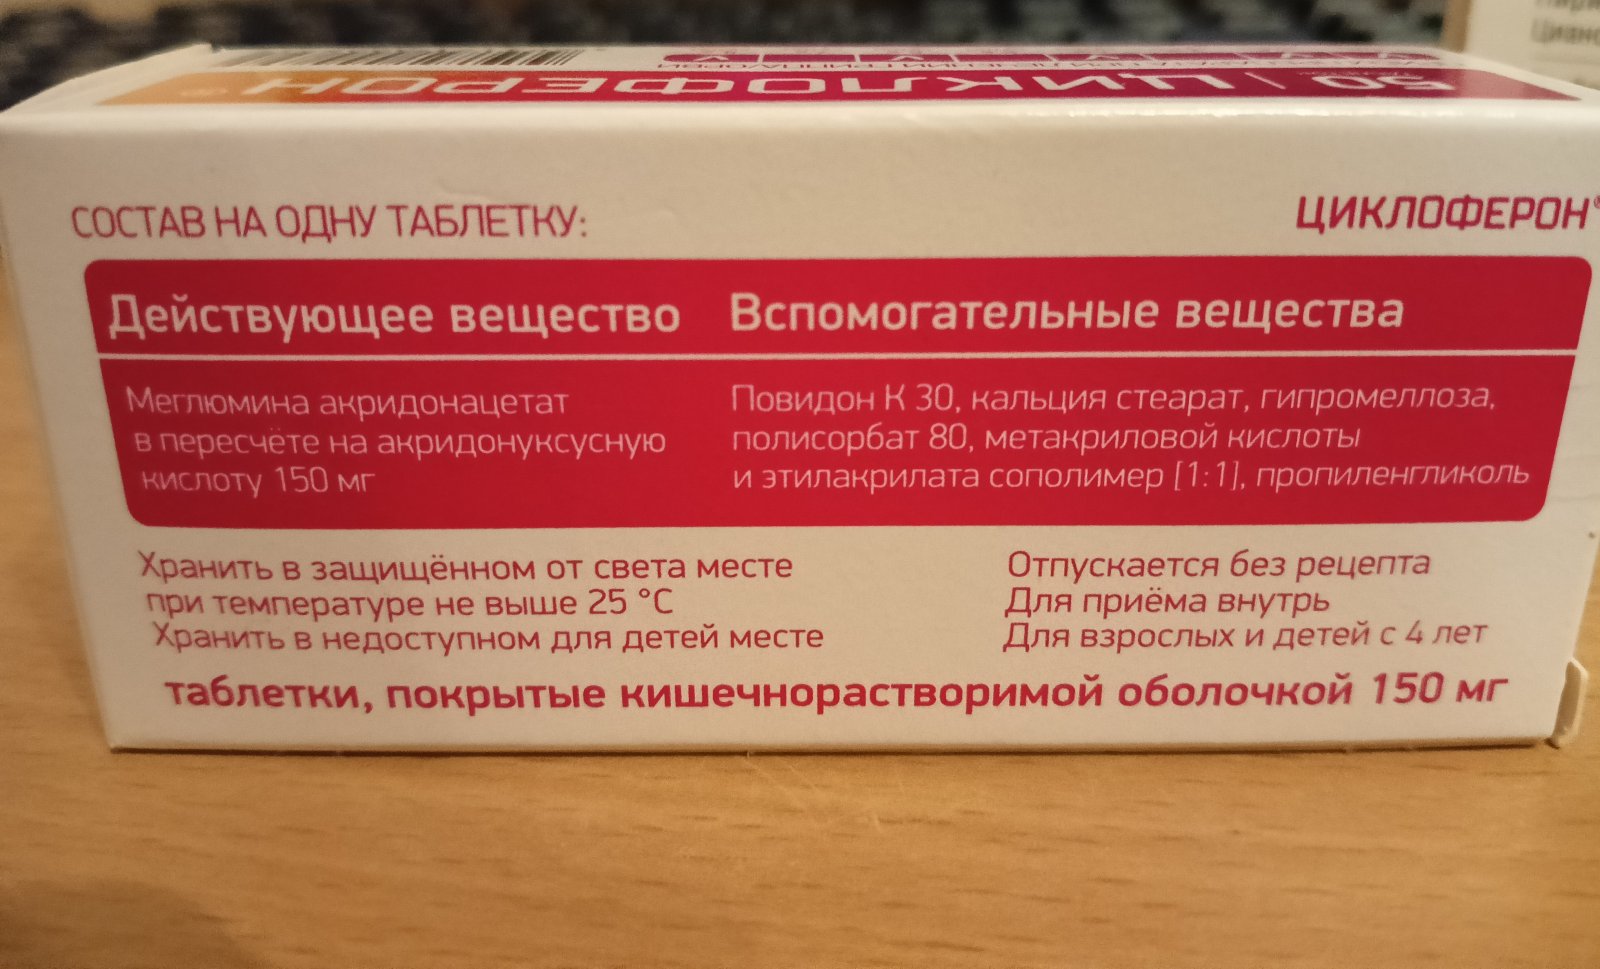 50 / ЦИКЛОФЕРОН®
СОСТАВ НА ОДНУ ТАБЛЕТКУ:
ЦИКЛОФЕРОН®
Действующее вещество
Вспомогательные вещества
Меглюмина акридонацетат
в пересчёте на акридонуксусную
кислоту 150 мг
Повидон К 30, кальция стеарат, гипромеллоза,
полисорбат 80, метакриловой кислоты
и этилакрилата сополимер [1:1], пропиленгликоль
Хранить в защищённом от света месте
при температуре не выше 25 °C
Хранить в недоступном для детей месте
Отпускается без рецепта
Для приёма внутрь
Для взрослых и детей с 4 лет
таблетки, покрытые кишечнорастворимой оболочкой 150 мг